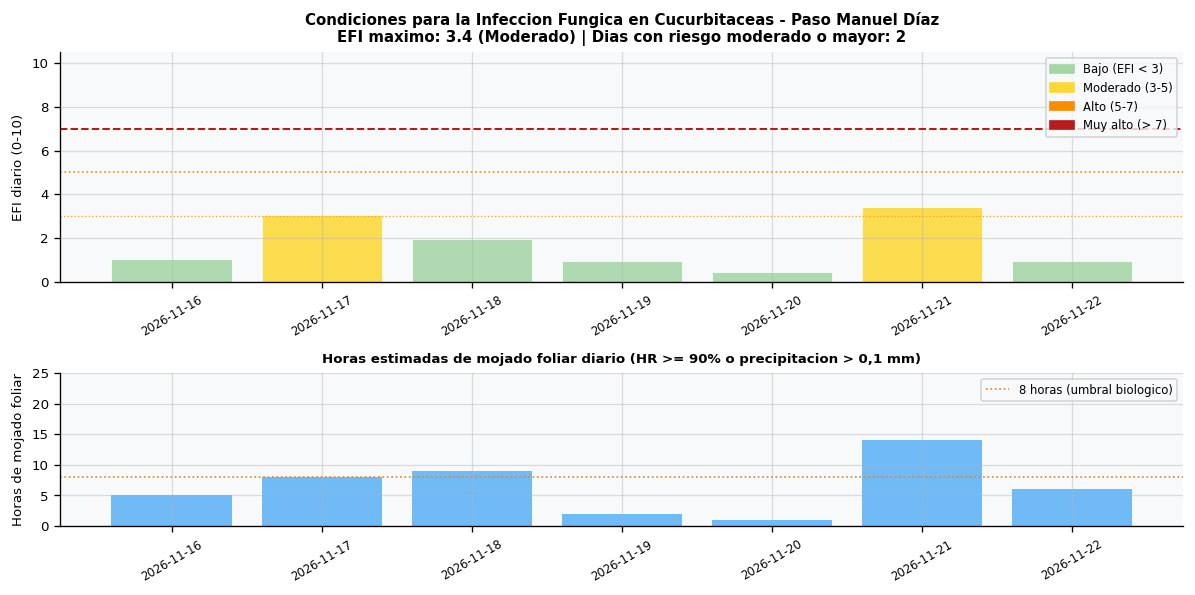 Condiciones para la Infeccion Fungica en Cucurbitaceas - Paso Manuel Díaz
EFI maximo: 3.4 (Moderado) | Dias con riesgo moderado o mayor: 2
EFI diario (0-10)
10
8
6
4
2
0
Bajo (EFI < 3)
Moderado (3-5)
Alto (5-7)
Muy alto (> 7)
2026-11-16
2026-11-17
2026-11-18
2026-11-19
2026-11-20
2026-11-21
2026-11-22
Horas estimadas de mojado foliar diario (HR >= 90% o precipitacion > 0,1 mm)
Horas de mojado foliar
25
20
15
10
5
0
8 horas (umbral biologico)
2026-11-16
2026-11-17
2026-11-18
2026-11-19
2026-11-20
2026-11-21
2026-11-22